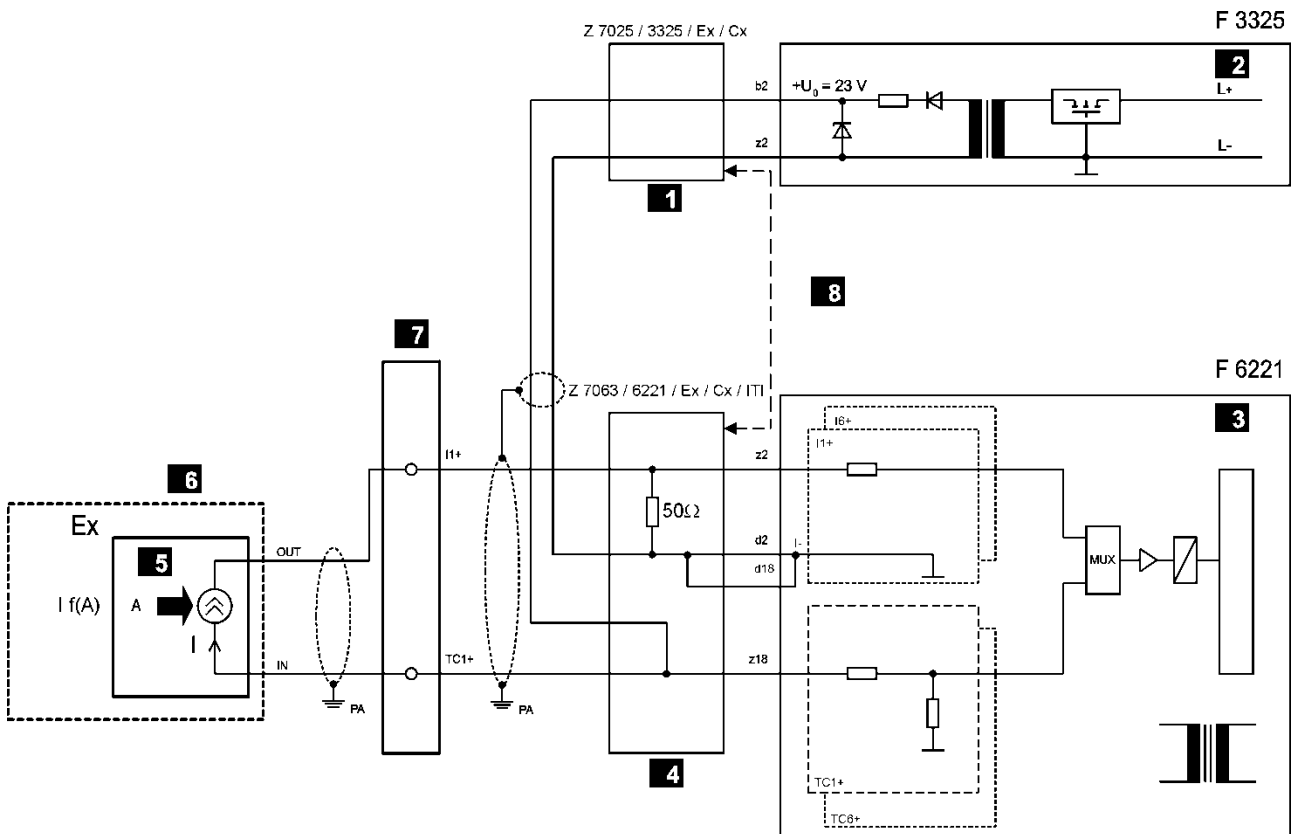 F 3325
Z 7025 / 3325 / Ex / Cx
2
b2
+U0 = 23 V
L+
z2
L-
1
8
7
F 6221
Z 7063 / 6221 / Ex / Cx / ITI
3
I6+
I1+
I1+
z2
6
Ex
50Ω
5
OUT
d2
I-
d18
MUX
I f(A)
A
I
IN
TC1+
z18
PA
PA
4
TC1+
TC6+